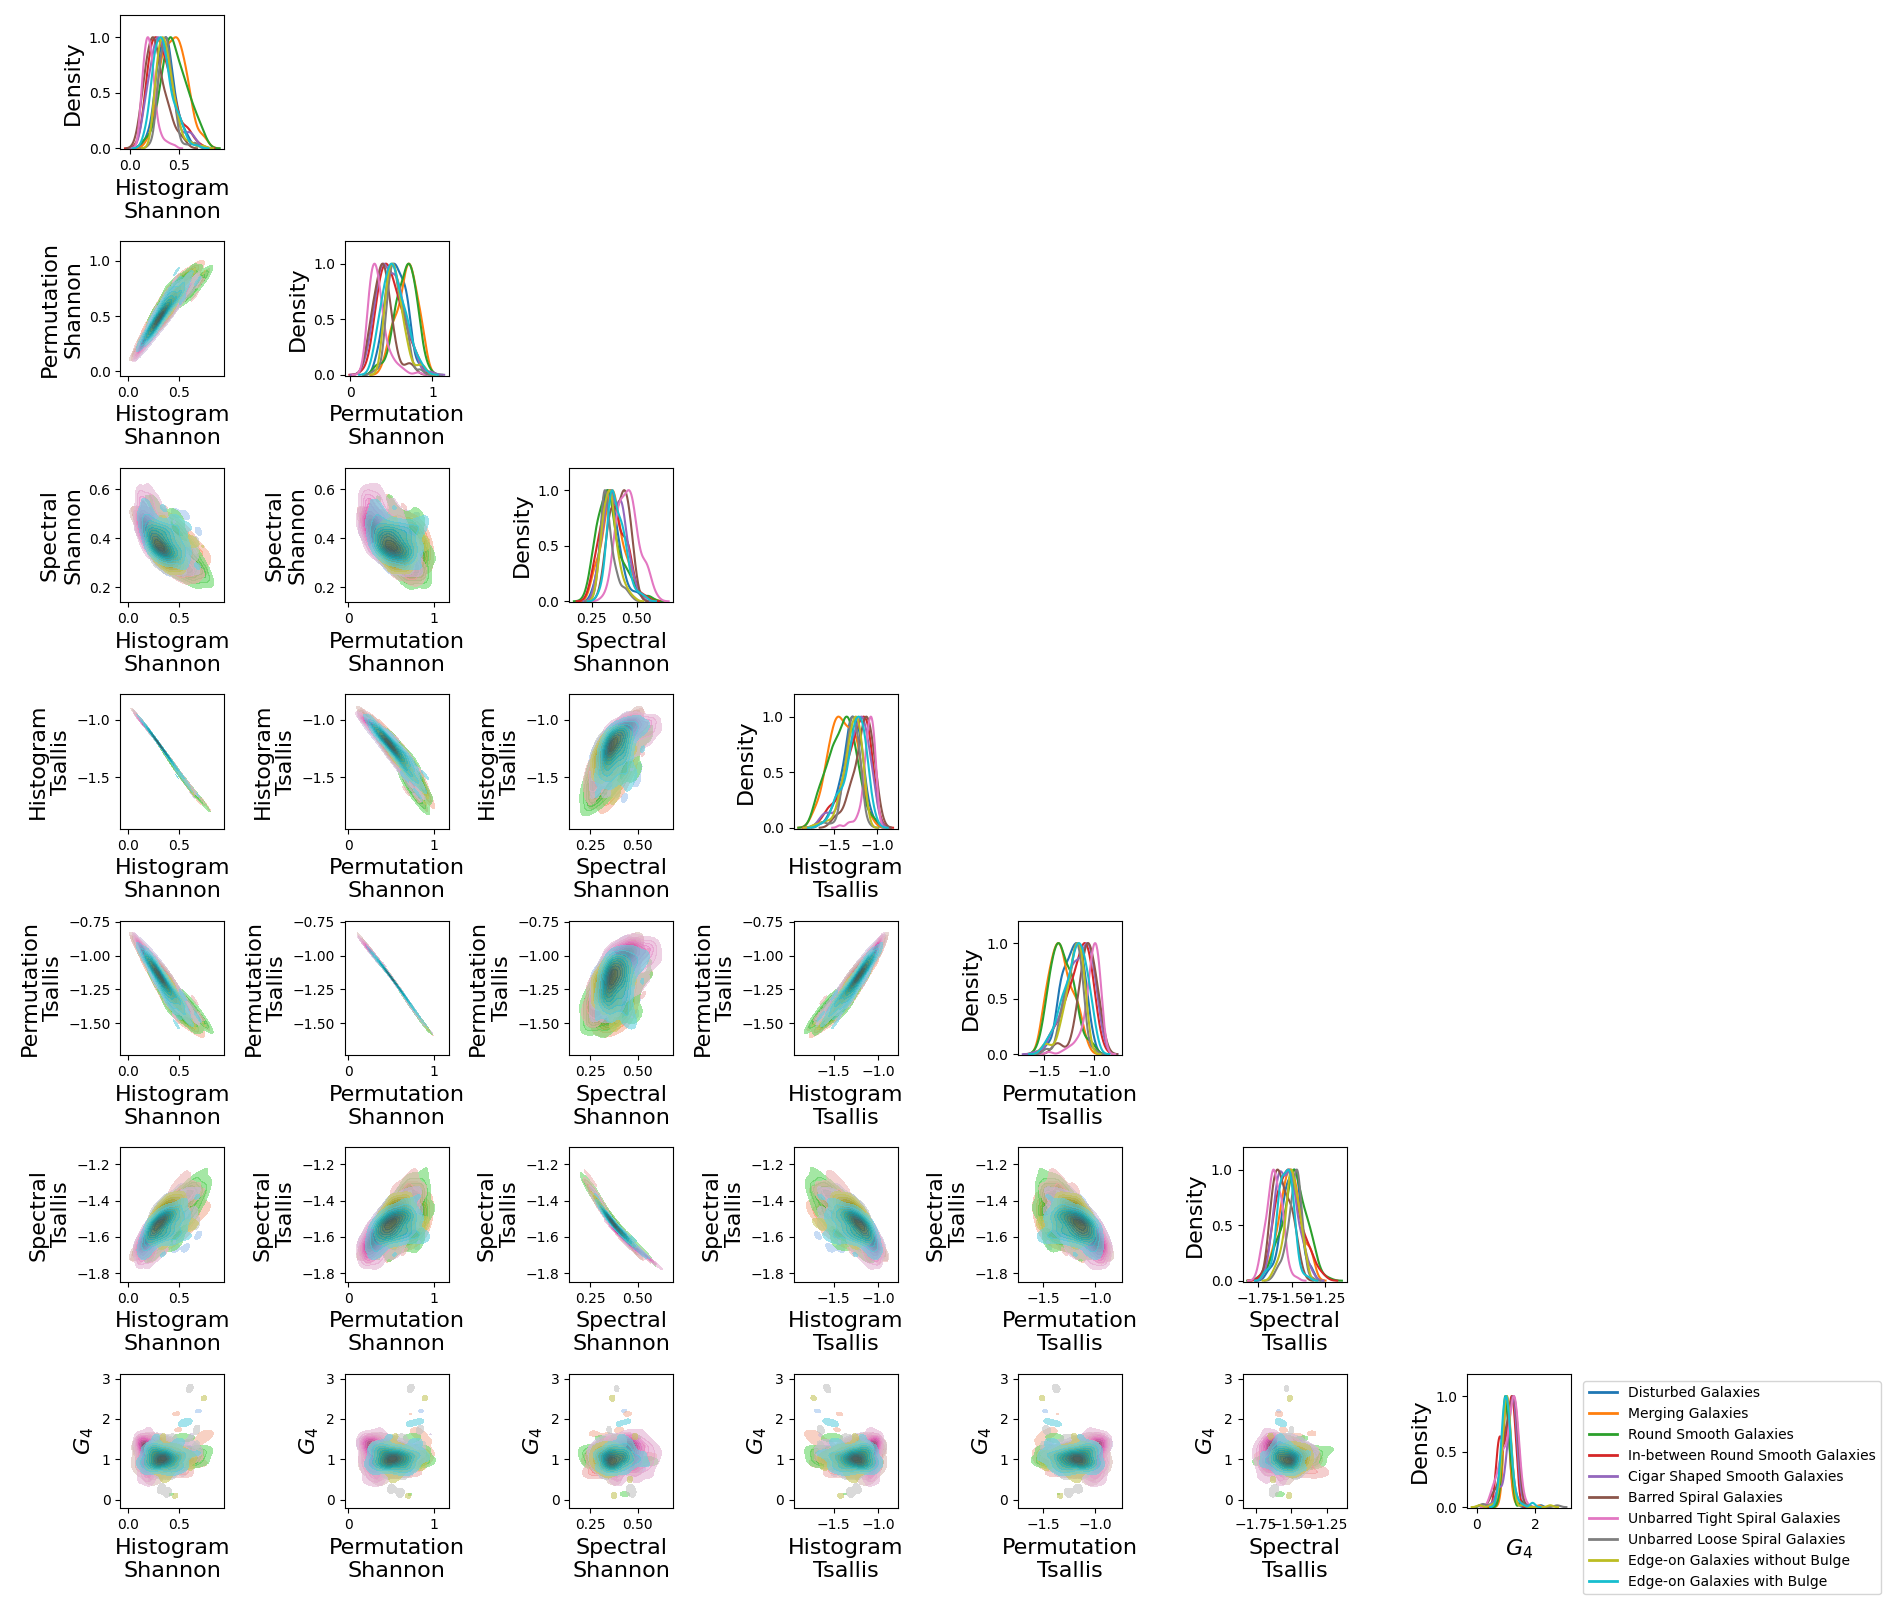 Density
1.0
0.5
0.0
0.0 0.5
Histogram
Shannon
Permutation
Shannon
1.0
0.5
0.0
0.0 0.5
Histogram
Shannon
Density
1.0
0.5
0.0
0 1
Permutation
Shannon
Spectral
Shannon
0.6
0.4
0.2
0.0 0.5
Histogram
Shannon
Spectral
Shannon
0.6
0.4
0.2
0 1
Permutation
Shannon
Density
1.0
0.5
0.0
0.25 0.50
Spectral
Shannon
Histogram
Tsallis
−1.0
−1.5
0.0 0.5
Histogram
Shannon
Histogram
Tsallis
−1.0
−1.5
0 1
Permutation
Shannon
Histogram
Tsallis
−1.0
−1.5
0.25 0.50
Spectral
Shannon
Density
1.0
0.5
0.0
−1.5 −1.0
Histogram
Tsallis
Permutation
Tsallis
−0.75
−1.00
−1.25
−1.50
0.0 0.5
Histogram
Shannon
Permutation
Tsallis
−0.75
−1.00
−1.25
−1.50
0 1
Permutation
Shannon
Permutation
Tsallis
−0.75
−1.00
−1.25
−1.50
0.25 0.50
Spectral
Shannon
Permutation
Tsallis
−0.75
−1.00
−1.25
−1.50
−1.5 −1.0
Histogram
Tsallis
Density
1.0
0.5
0.0
−1.5 −1.0
Permutation
Tsallis
Spectral
Tsallis
−1.2
−1.4
−1.6
−1.8
0.0 0.5
Histogram
Shannon
Spectral
Tsallis
−1.2
−1.4
−1.6
−1.8
0 1
Permutation
Shannon
Spectral
Tsallis
−1.2
−1.4
−1.6
−1.8
0.25 0.50
Spectral
Shannon
Spectral
Tsallis
−1.2
−1.4
−1.6
−1.8
−1.5 −1.0
Histogram
Tsallis
Spectral
Tsallis
−1.2
−1.4
−1.6
−1.8
−1.5 −1.0
Permutation
Tsallis
Density
1.0
0.5
0.0
−1.75 −1.50 −1.25
Spectral
Tsallis
G4
3
2
1
0
0.0 0.5
Histogram
Shannon
G4
3
2
1
0
0 1
Permutation
Shannon
G4
3
2
1
0
0.25 0.50
Spectral
Shannon
G4
3
2
1
0
−1.5 −1.0
Histogram
Tsallis
G4
3
2
1
0
−1.5 −1.0
Permutation
Tsallis
G4
3
2
1
0
−1.75 −1.50 −1.25
Spectral
Tsallis
Density
1.0
0.5
0.0
0 2
G4
Disturbed Galaxies
Merging Galaxies
Round Smooth Galaxies
In-between Round Smooth Galaxies
Cigar Shaped Smooth Galaxies
Barred Spiral Galaxies
Unbarred Tight Spiral Galaxies
Unbarred Loose Spiral Galaxies
Edge-on Galaxies without Bulge
Edge-on Galaxies with Bulge